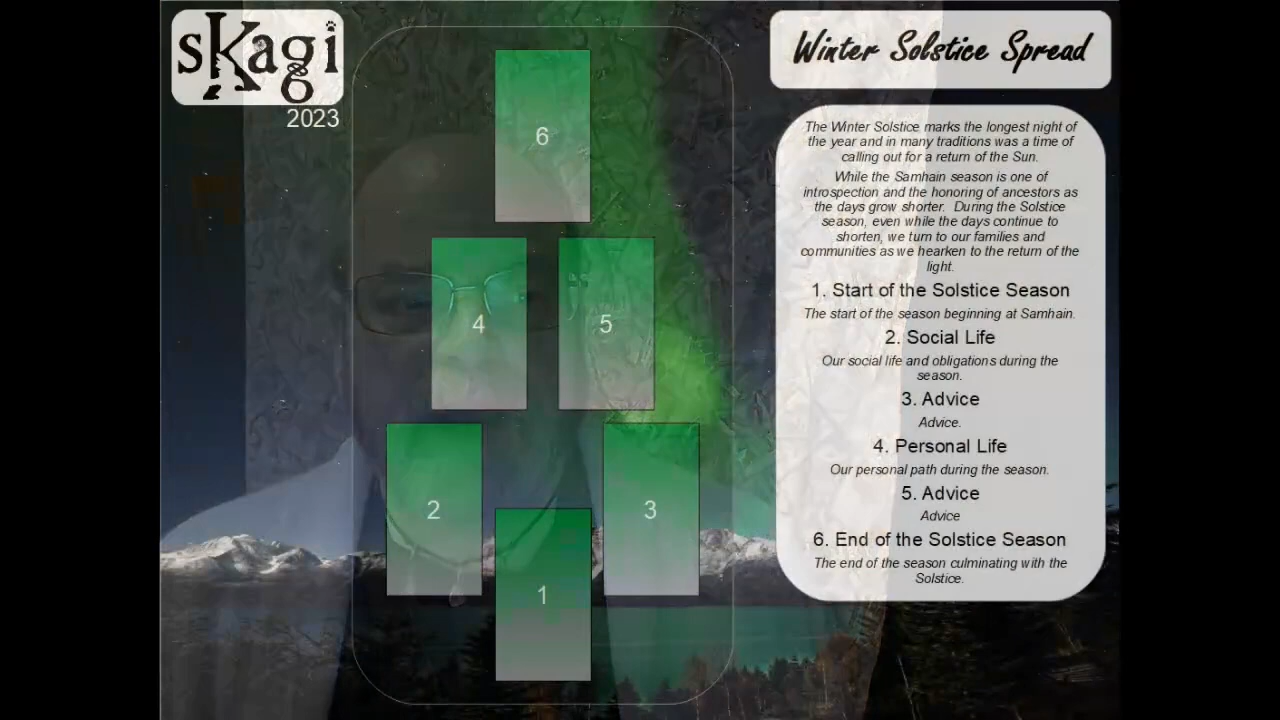 sKagi
2023
6
4
5
2
3
1
Winter Solstice Spread
The Winter Solstice marks the longest night of
the year and in many traditions was a time of
calling out for a return of the Sun.
While the Samhain season is one of
introspection and the honoring of ancestors as
the days grow shorter.  During the Solstice
season, even while the days continue to
shorten, we turn to our families and
communities as we hearken to the return of the
light.
1. Start of the Solstice Season
The start of the season beginning at Samhain.
2. Social Life
Our social life and obligations during the
season.
3. Advice
Advice.
4. Personal Life
Our personal path during the season.
5. Advice
Advice
6. End of the Solstice Season
The end of the season culminating with the
Solstice.